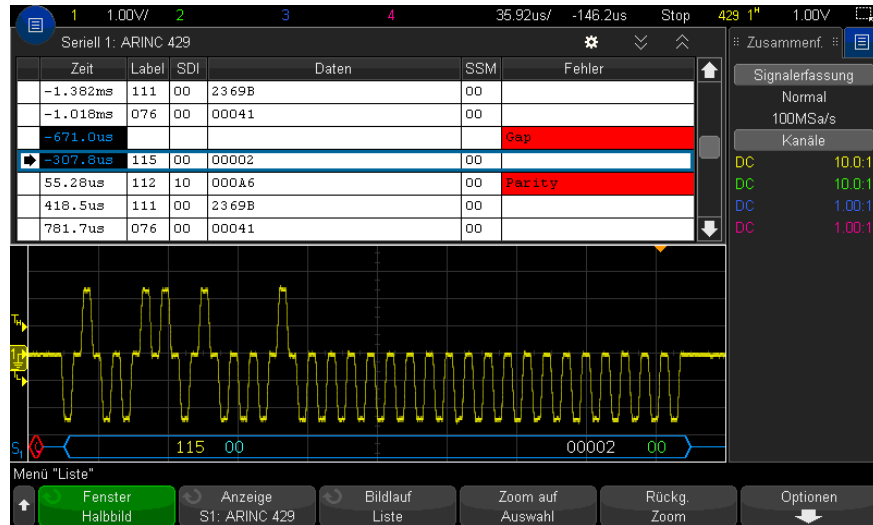 1 1.00V/ 2 3 4 35.92us/ -146.2us Stop 429 1ᴴ 1.00V
Seriell 1: ARINC 429
Zusammenf.
Zeit Label SDI Daten SSM Fehler
-1.382ms 111 00 2369B 00
-1.018ms 076 00 00041 00
-671.0us Gap
-307.8us 115 00 00002 00
55.28us 112 10 000A6 00 Parity
418.5us 111 00 2369B 00
781.7us 076 00 00041 00
Signalerfassung
Normal
100MSa/s
Kanäle
DC 10.0:1
DC 10.0:1
DC 1.00:1
DC 1.00:1
Tʜ
1
Tʟ
S₁ 115 00 00002 00
Menü "Liste"
Fenster
Halbbild
Anzeige
S1: ARINC 429
Bildlauf
Liste
Zoom auf
Auswahl
Rückg.
Zoom
Optionen